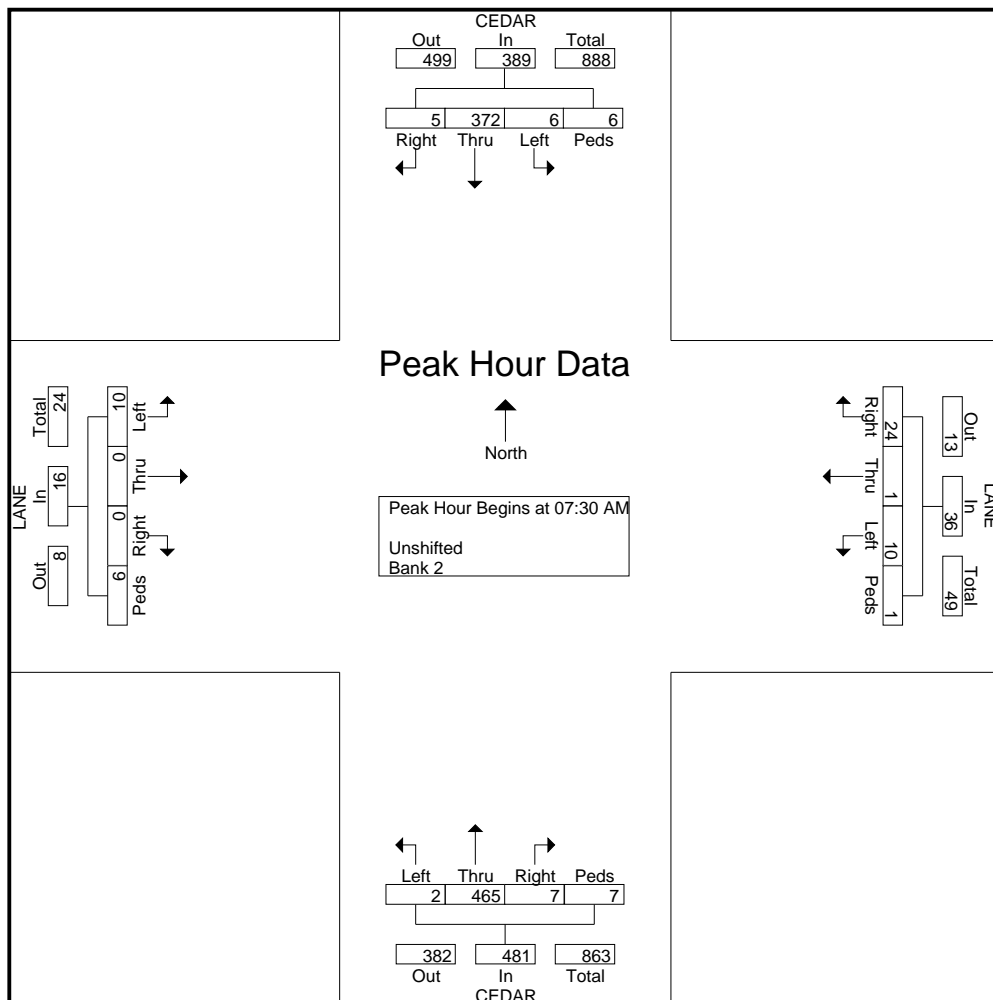 CEDAR
Out In Total
499 389 888
5 372 6 6
Right Thru Left Peds
Peak Hour Data
North
Peak Hour Begins at 07:30 AM
Unshifted
Bank 2
LANE
Out In Total
8 16 24
Left Thru Right Peds
10 0 0 6
Right Thru Left Peds
24 1 10 1
Out In Total
13 36 49
LANE
Left Thru Right Peds
2 465 7 7
382 481 863
Out In Total
CEDAR